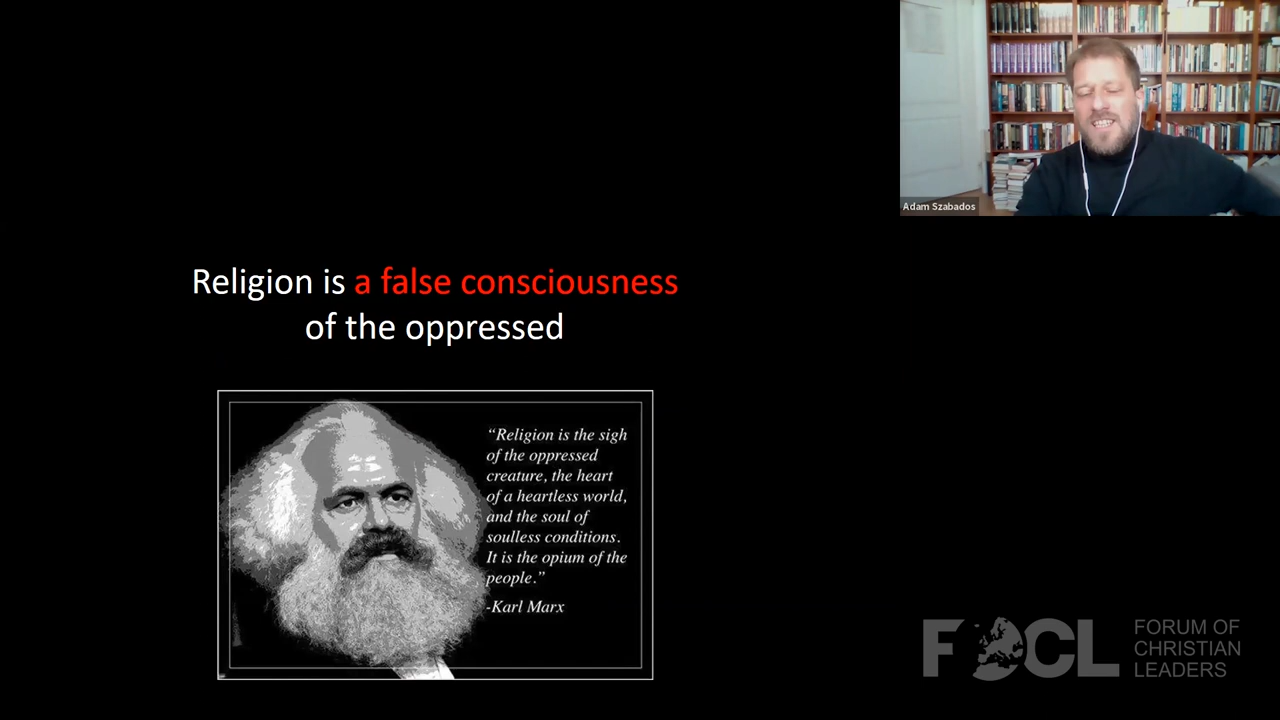 Adam Szabados
Religion is a false consciousness
of the oppressed
“Religion is the sigh
of the oppressed
creature, the heart
of a heartless world,
and the soul of
soulless conditions.
It is the opium of the
people.”
-Karl Marx
FOCL
FORUM OF
CHRISTIAN
LEADERS